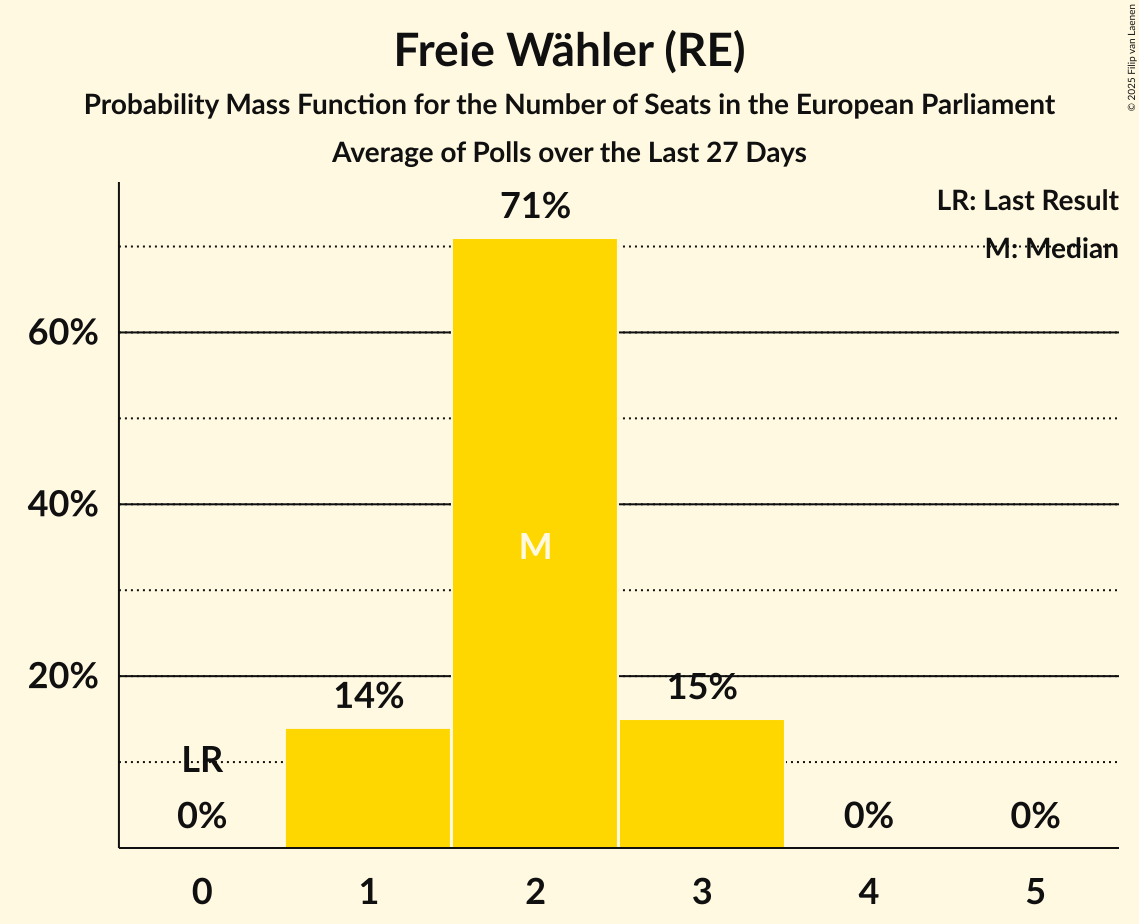 Freie Wähler (RE)
Probability Mass Function for the Number of Seats in the European Parliament
Average of Polls over the Last 27 Days
© 2025 Filip van Laenen
LR: Last Result
M: Median
71%
60%
40%
M
20%
14%
15%
LR
0%
0%
0%
0
1
2
3
4
5